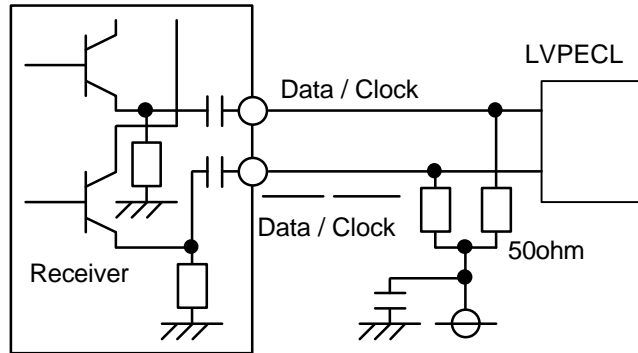 LVPECL
Data / Clock
Data / Clock
50ohm
Receiver